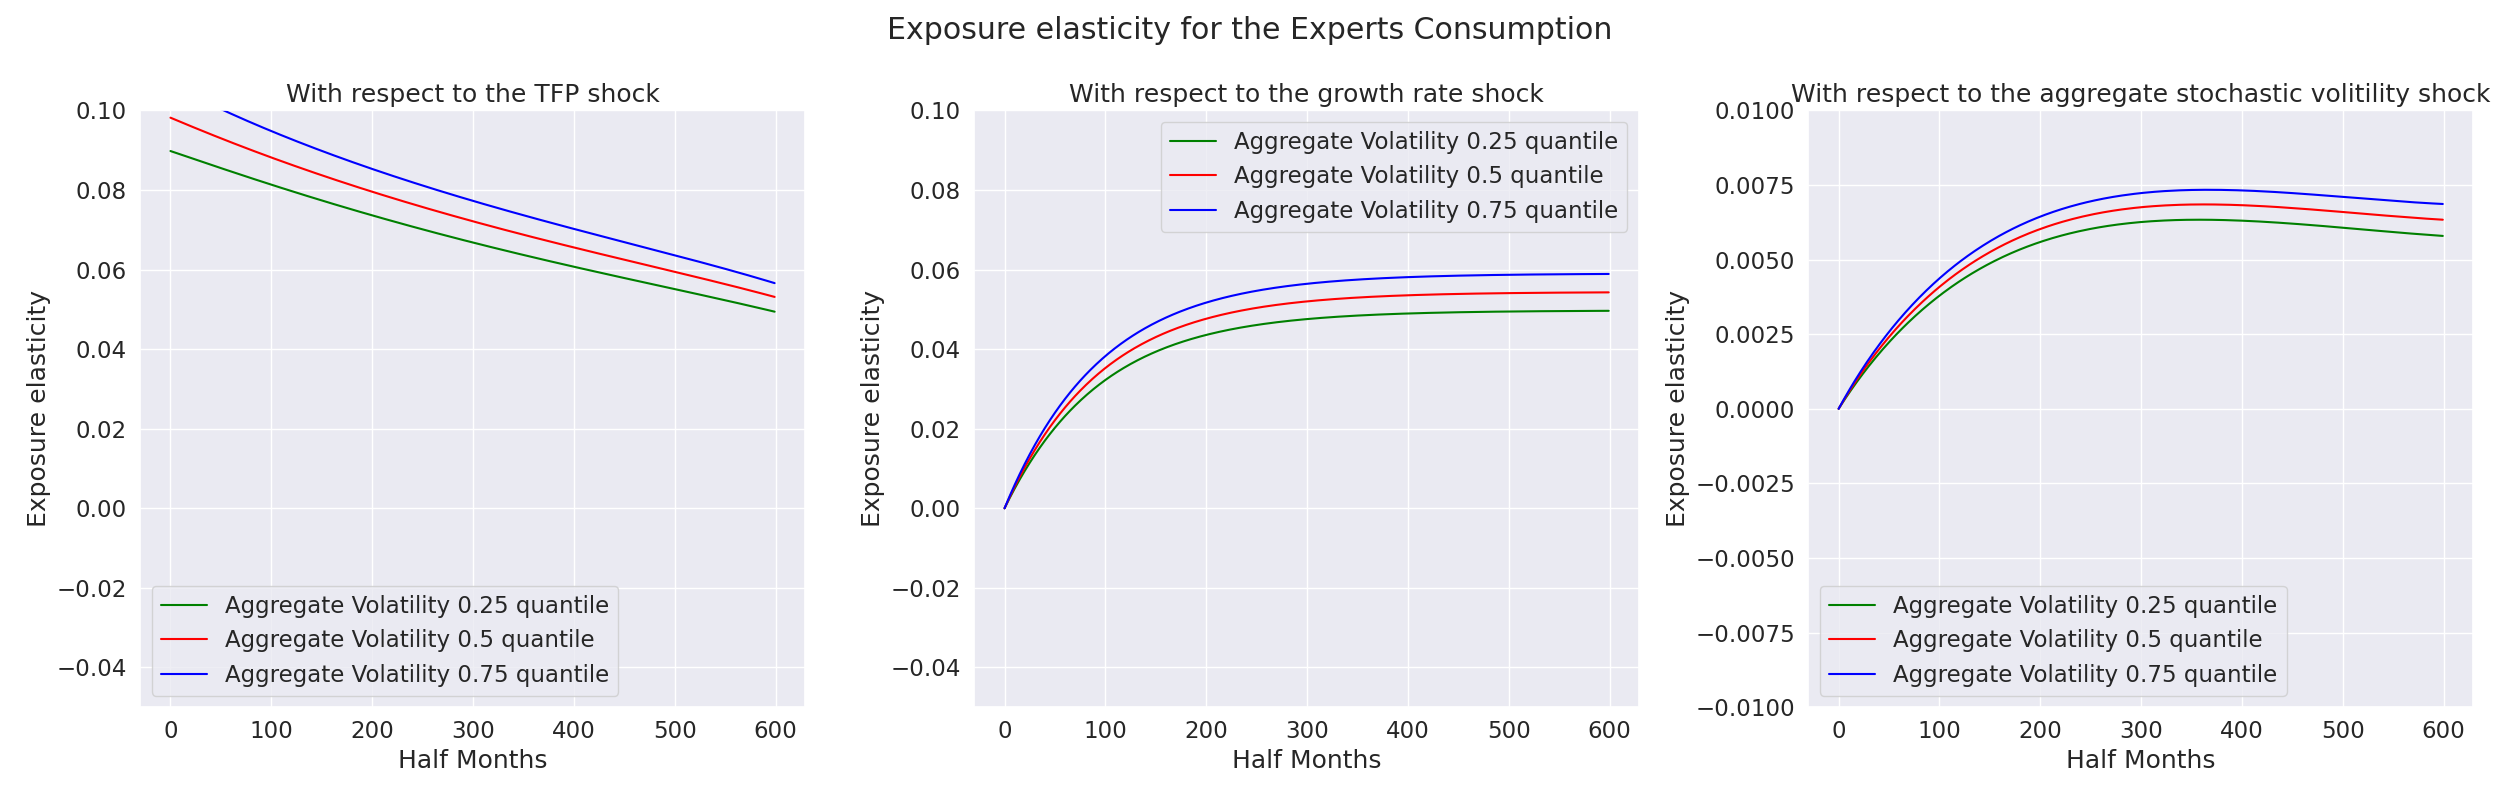 Exposure elasticity for the Experts Consumption
With respect to the TFP shock
Exposure elasticity
0.10
0.08
0.06
0.04
0.02
0.00
−0.02
−0.04
Aggregate Volatility 0.25 quantile
Aggregate Volatility 0.5 quantile
Aggregate Volatility 0.75 quantile
0 100 200 300 400 500 600
Half Months
With respect to the growth rate shock
Exposure elasticity
0.10
0.08
0.06
0.04
0.02
0.00
−0.02
−0.04
Aggregate Volatility 0.25 quantile
Aggregate Volatility 0.5 quantile
Aggregate Volatility 0.75 quantile
0 100 200 300 400 500 600
Half Months
With respect to the aggregate stochastic volitility shock
Exposure elasticity
0.0100
0.0075
0.0050
0.0025
0.0000
−0.0025
−0.0050
−0.0075
−0.0100
Aggregate Volatility 0.25 quantile
Aggregate Volatility 0.5 quantile
Aggregate Volatility 0.75 quantile
0 100 200 300 400 500 600
Half Months